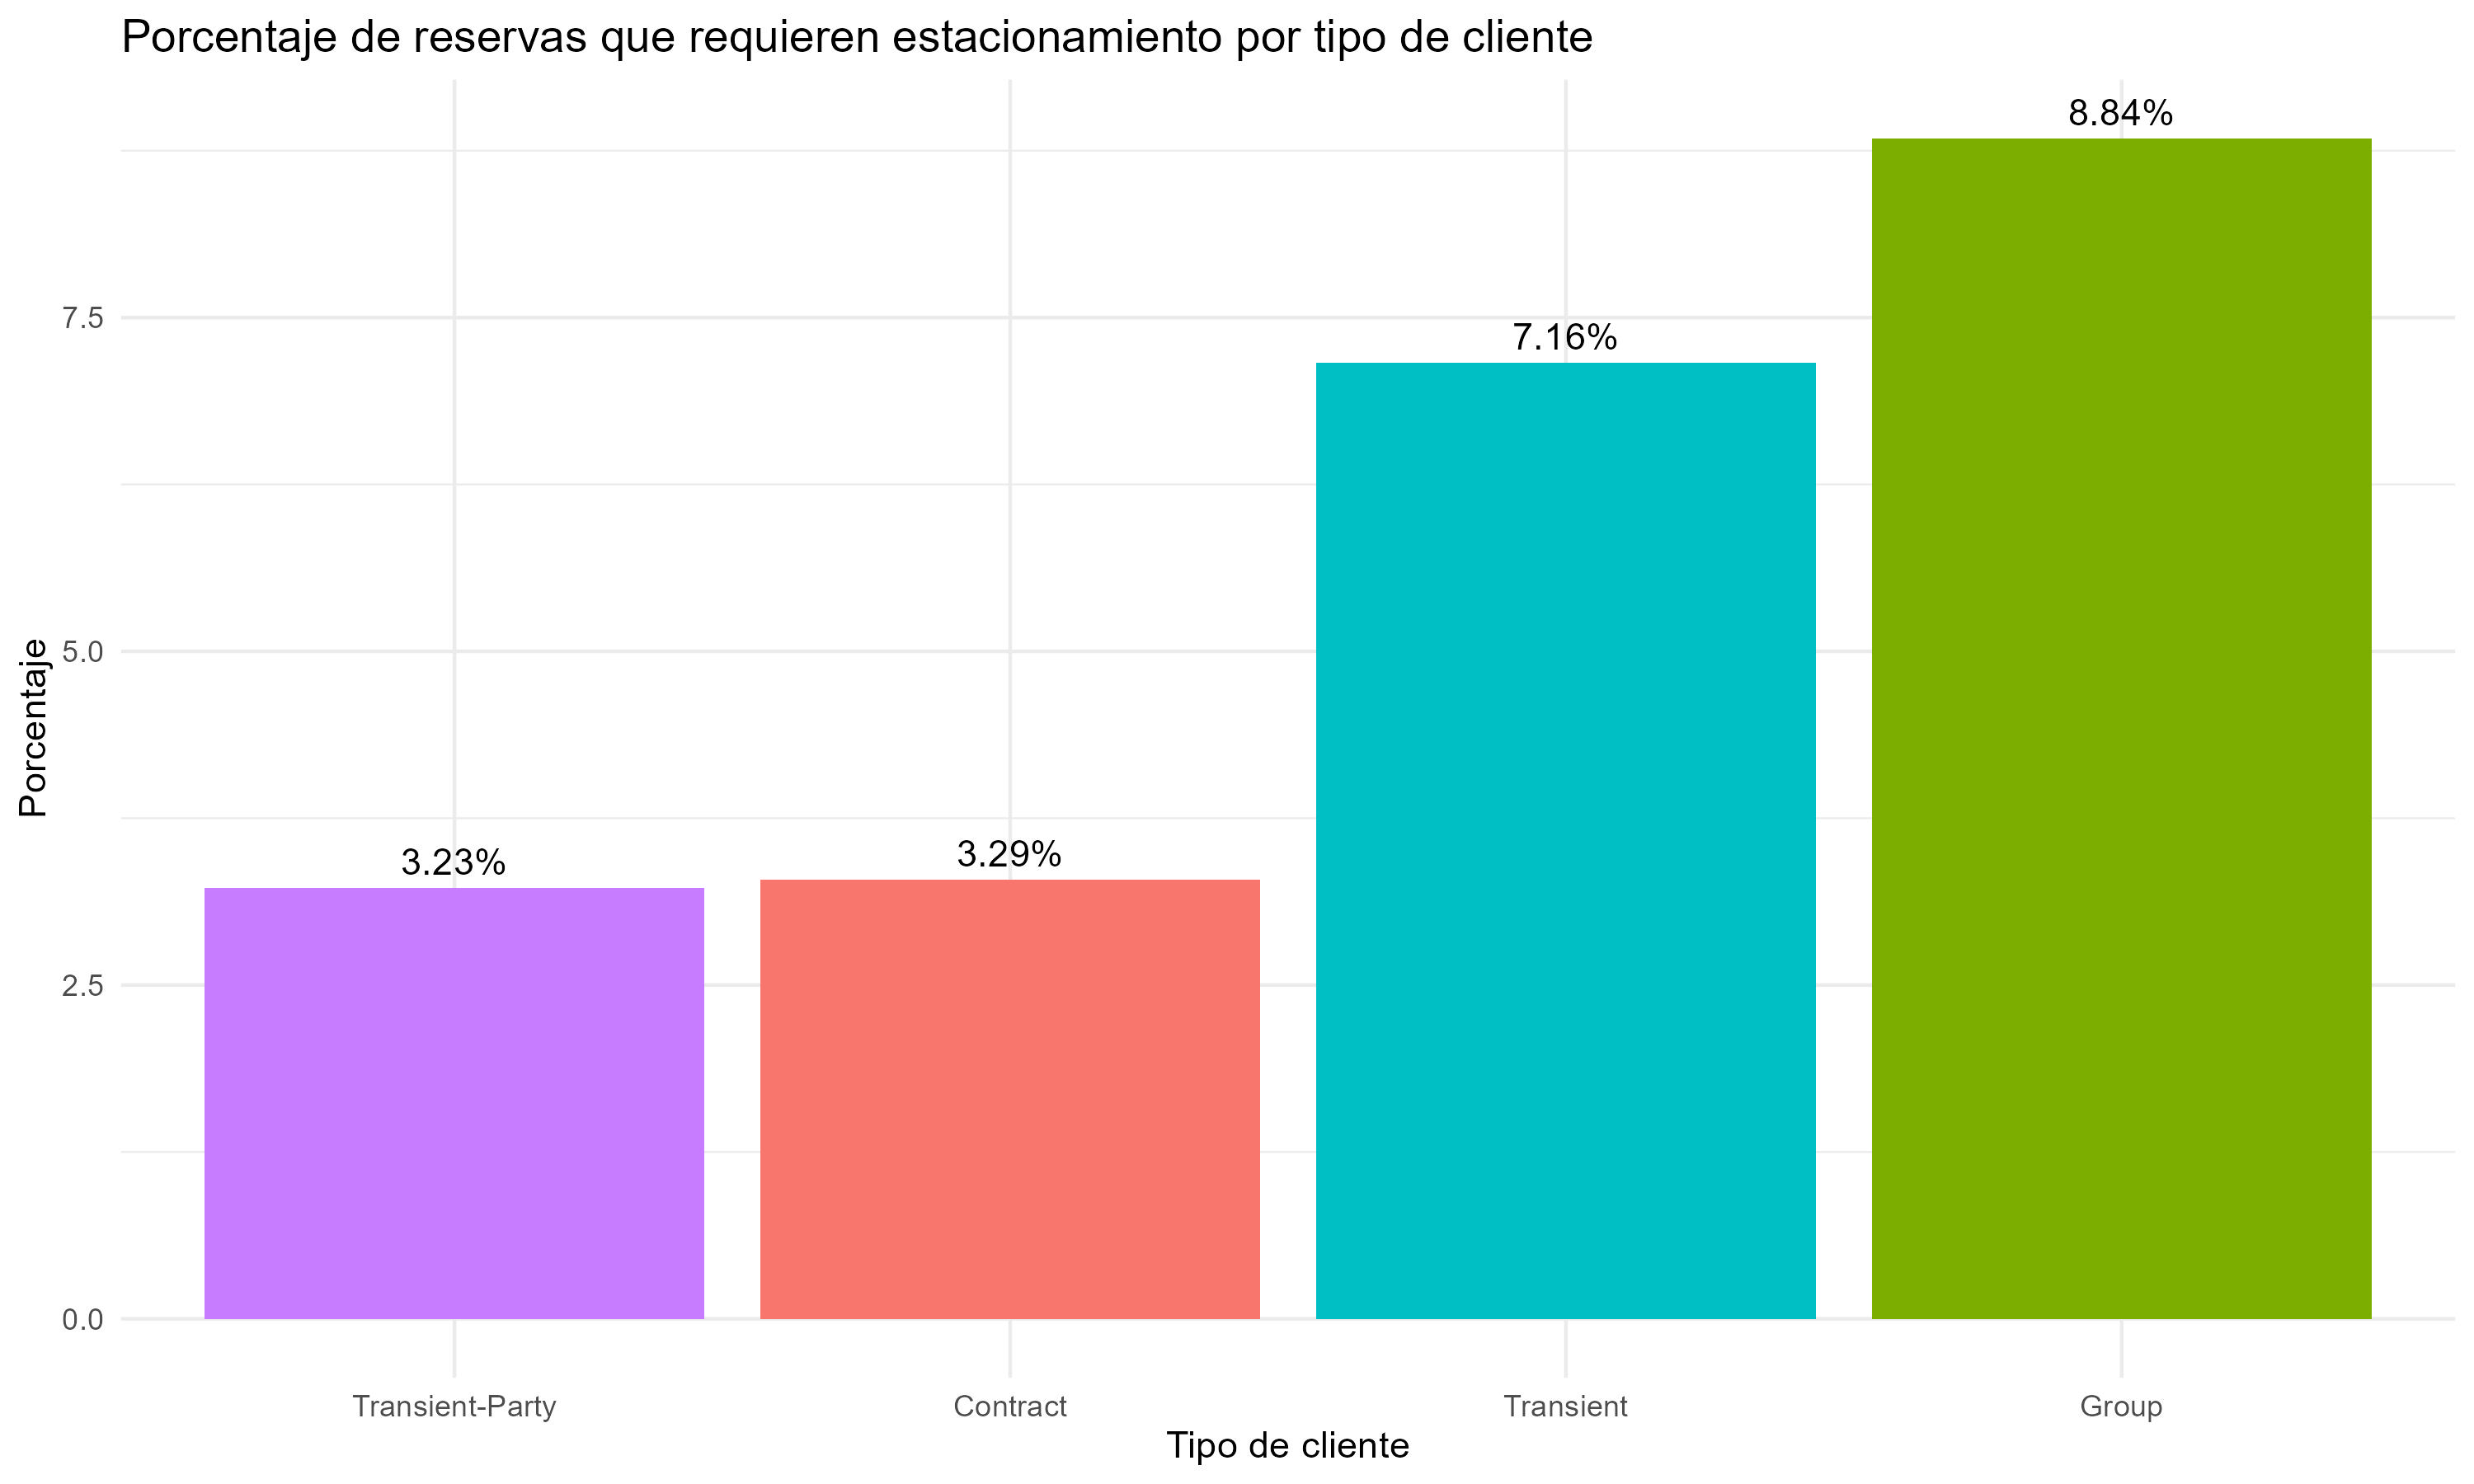 Porcentaje de reservas que requieren estacionamiento por tipo de cliente
8.84%
7.5
7.16%
5.0
Porcentaje
3.23%
3.29%
2.5
0.0
Transient-Party
Contract
Transient
Group
Tipo de cliente